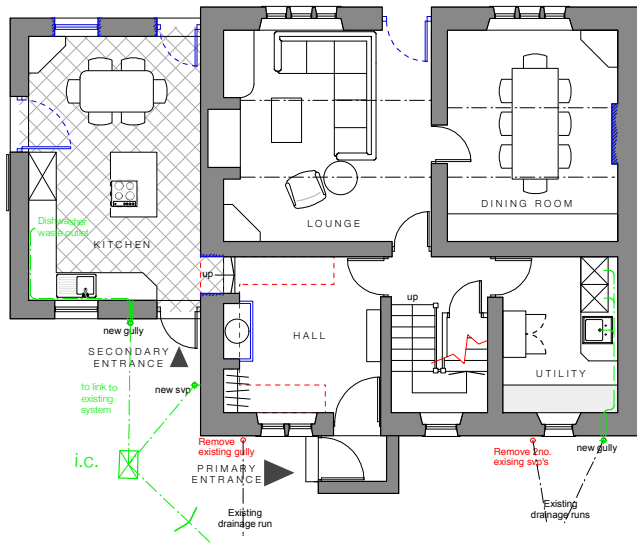 DINING ROOM
LOUNGE
Dishwasher
waste outlet
KITCHEN
up
up
HALL
new gully
SECONDARY
ENTRANCE
UTILITY
to link to
existing
system
new svp
Remove
existing gully
Remove 2no.
exising svp's
new gully
i.c.
PRIMARY
ENTRANCE
Existing
drainage run
Existing
drainage runs